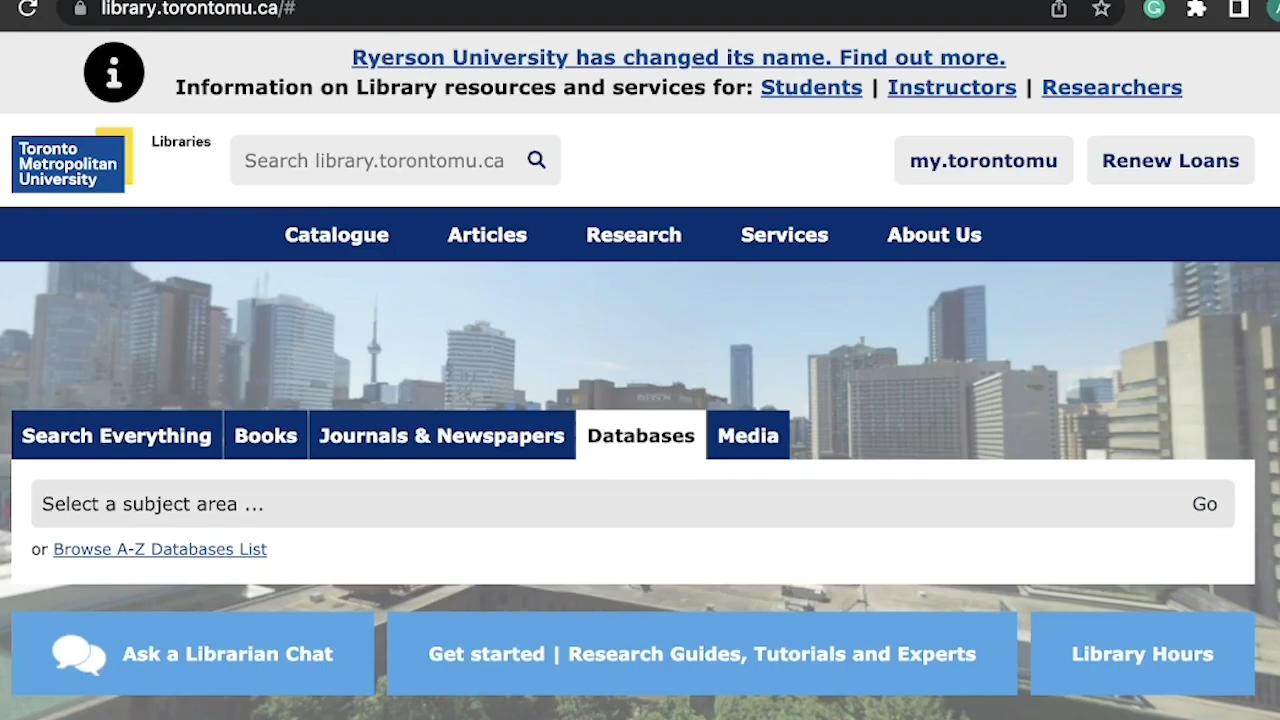 library.torontomu.ca/#
Ryerson University has changed its name. Find out more.
Information on Library resources and services for: Students | Instructors | Researchers
Toronto
Metropolitan
University
Libraries
Search library.torontomu.ca
my.torontomu
Renew Loans
Catalogue
Articles
Research
Services
About Us
Search Everything
Books
Journals & Newspapers
Databases
Media
Select a subject area ...
Go
or Browse A-Z Databases List
Ask a Librarian Chat
Get started | Research Guides, Tutorials and Experts
Library Hours